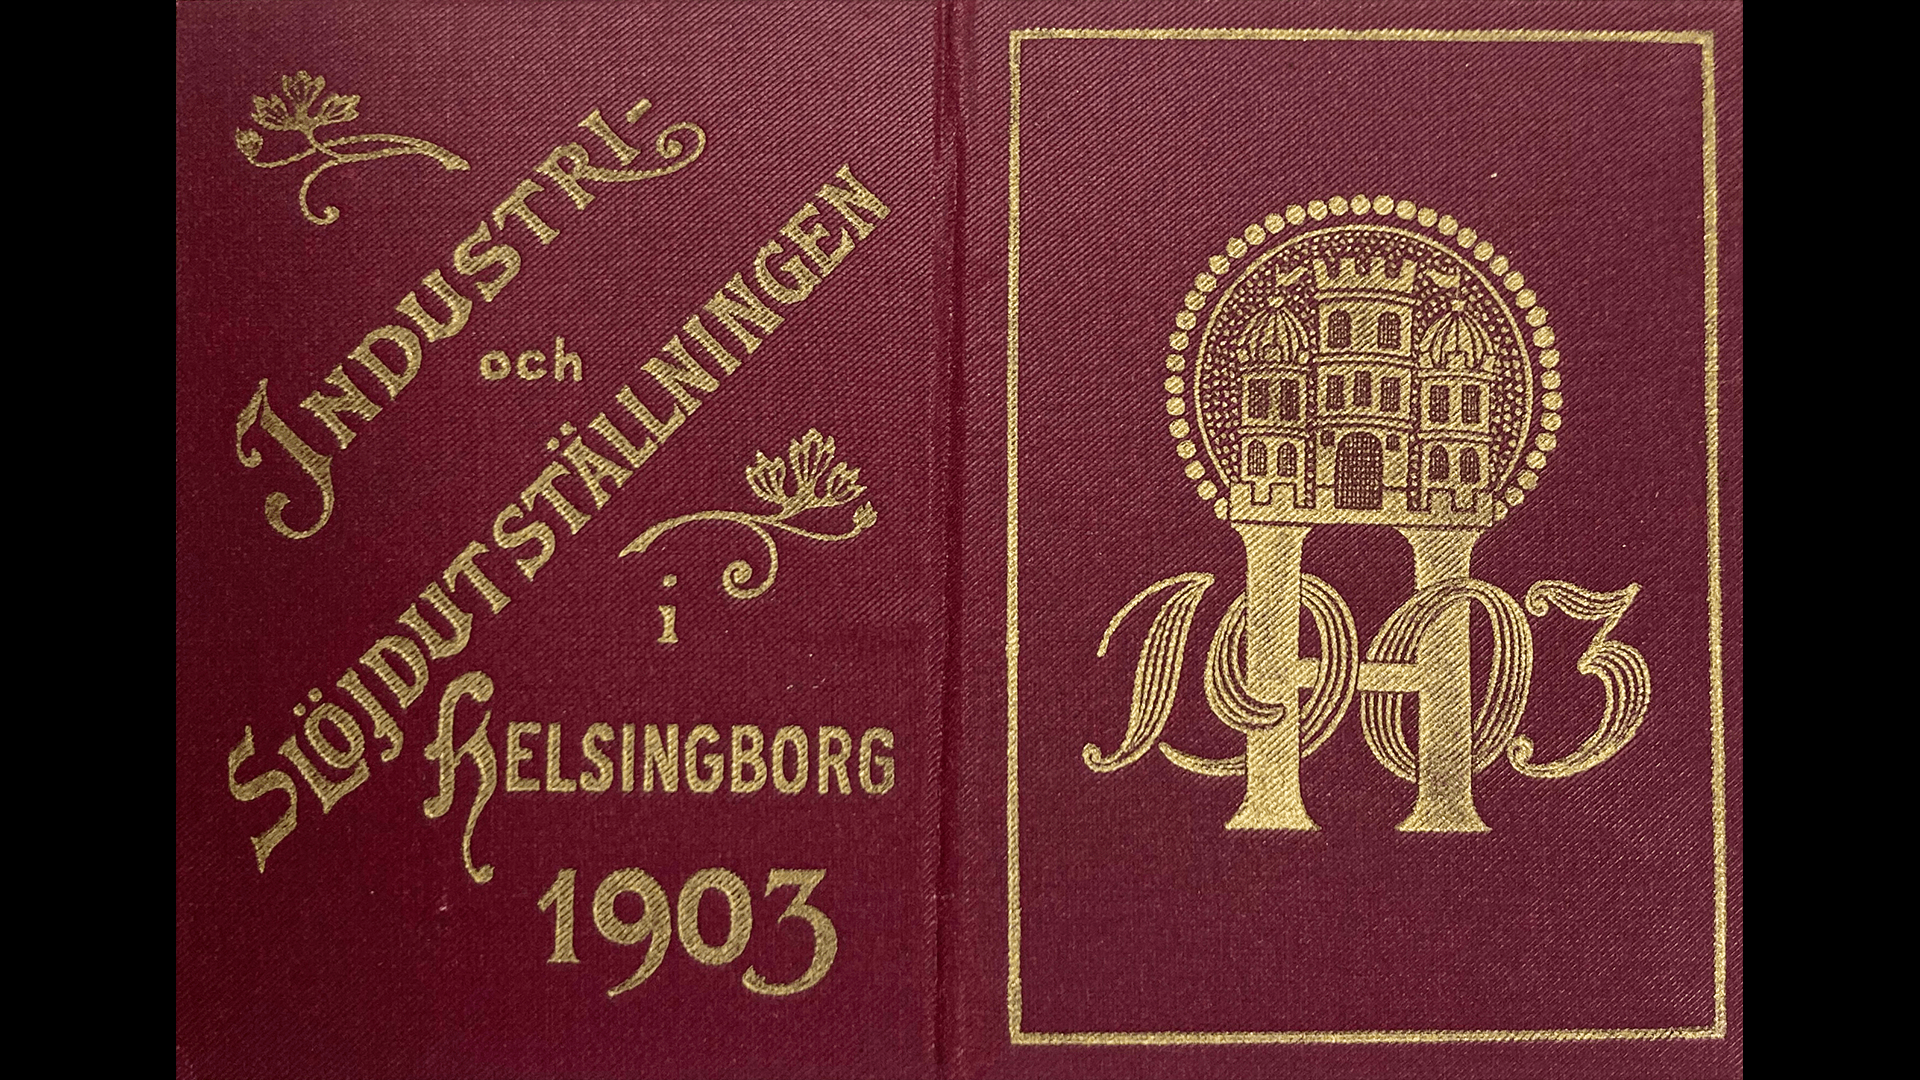 INDUSTRI-
och
SLÖJDUTSTÄLLNINGEN
i
HELSINGBORG
1903
H
1903